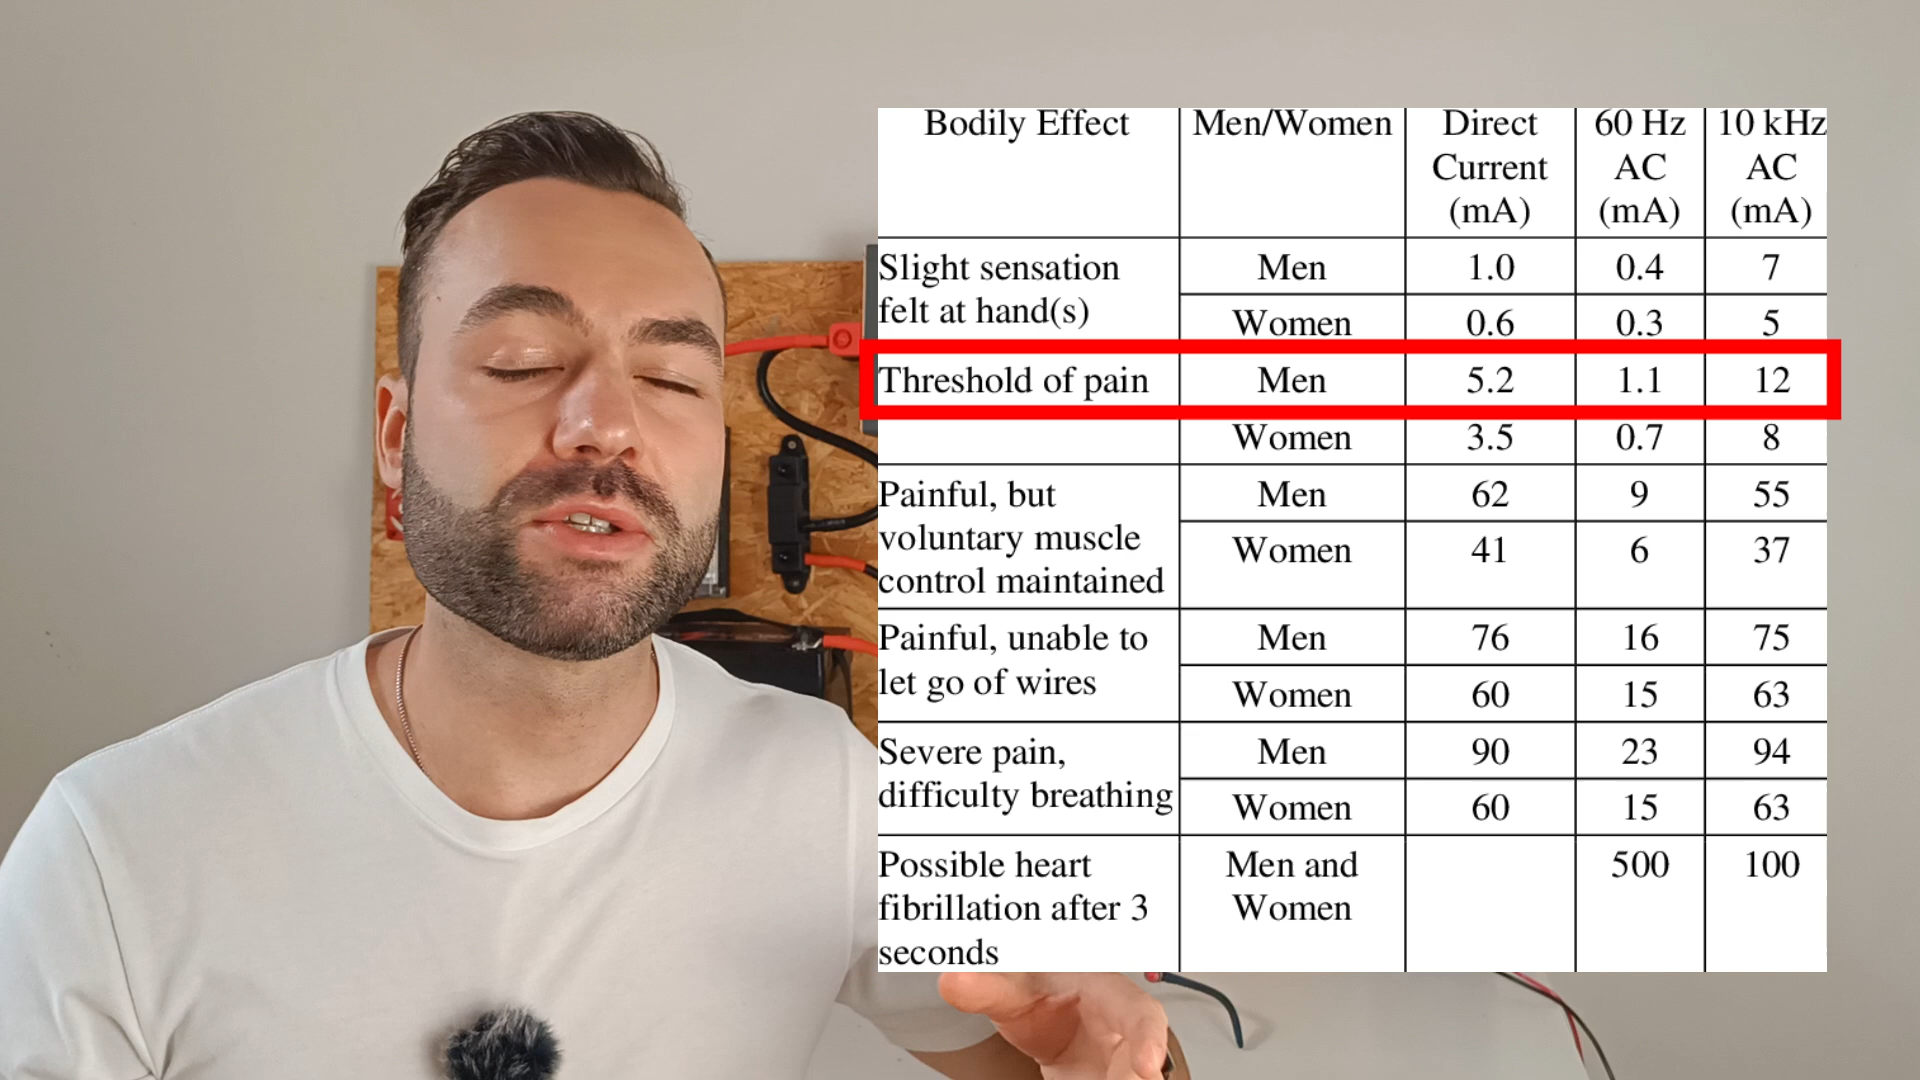 Bodily Effect Men/Women Direct Current (mA) 60 Hz AC (mA) 10 kHz AC (mA)
Slight sensation felt at hand(s) Men 1.0 0.4 7
Women 0.6 0.3 5
Threshold of pain Men 5.2 1.1 12
Women 3.5 0.7 8
Painful, but voluntary muscle control maintained Men 62 9 55
Women 41 6 37
Painful, unable to let go of wires Men 76 16 75
Women 60 15 63
Severe pain, difficulty breathing Men 90 23 94
Women 60 15 63
Possible heart fibrillation after 3 seconds Men and Women 500 100